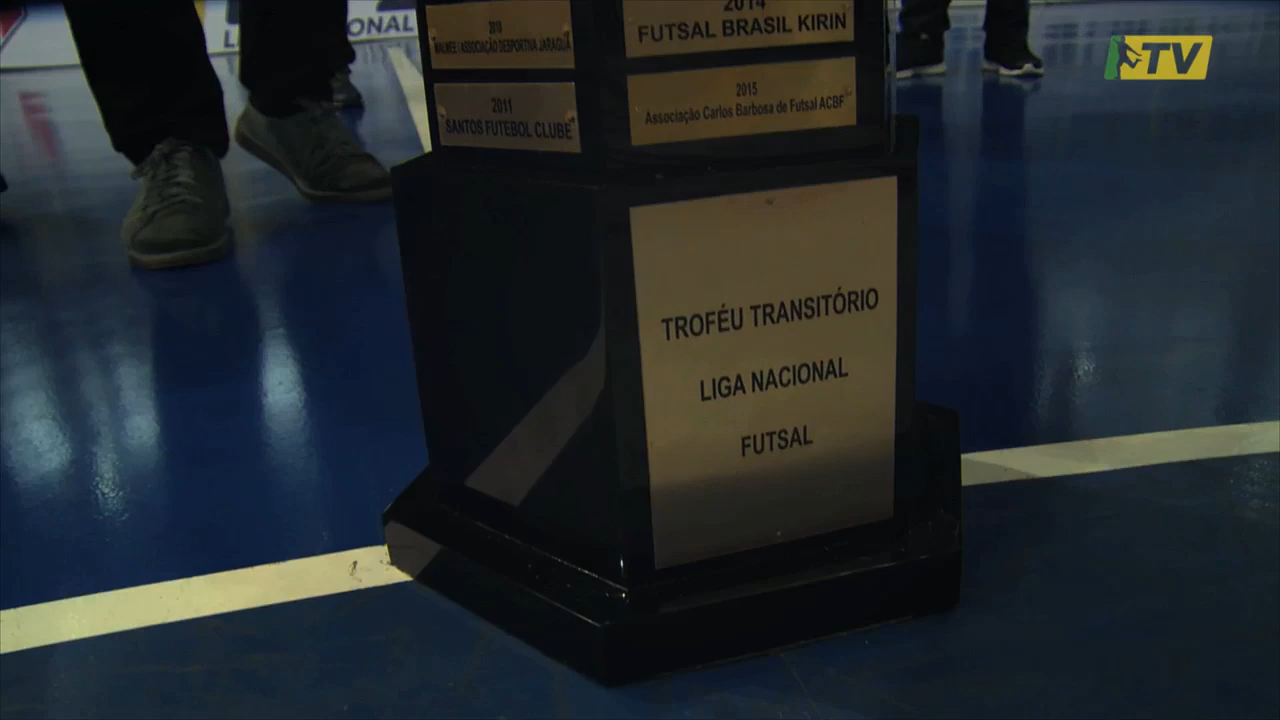 2010
MALWEE / ASSOCIAÇÃO DESPORTIVA JARAGUÁ
2011
SANTOS FUTEBOL CLUBE
2014
FUTSAL BRASIL KIRIN
2015
Associação Carlos Barbosa de Futsal ACBF
TROFÉU TRANSITÓRIO
LIGA NACIONAL
FUTSAL
TV